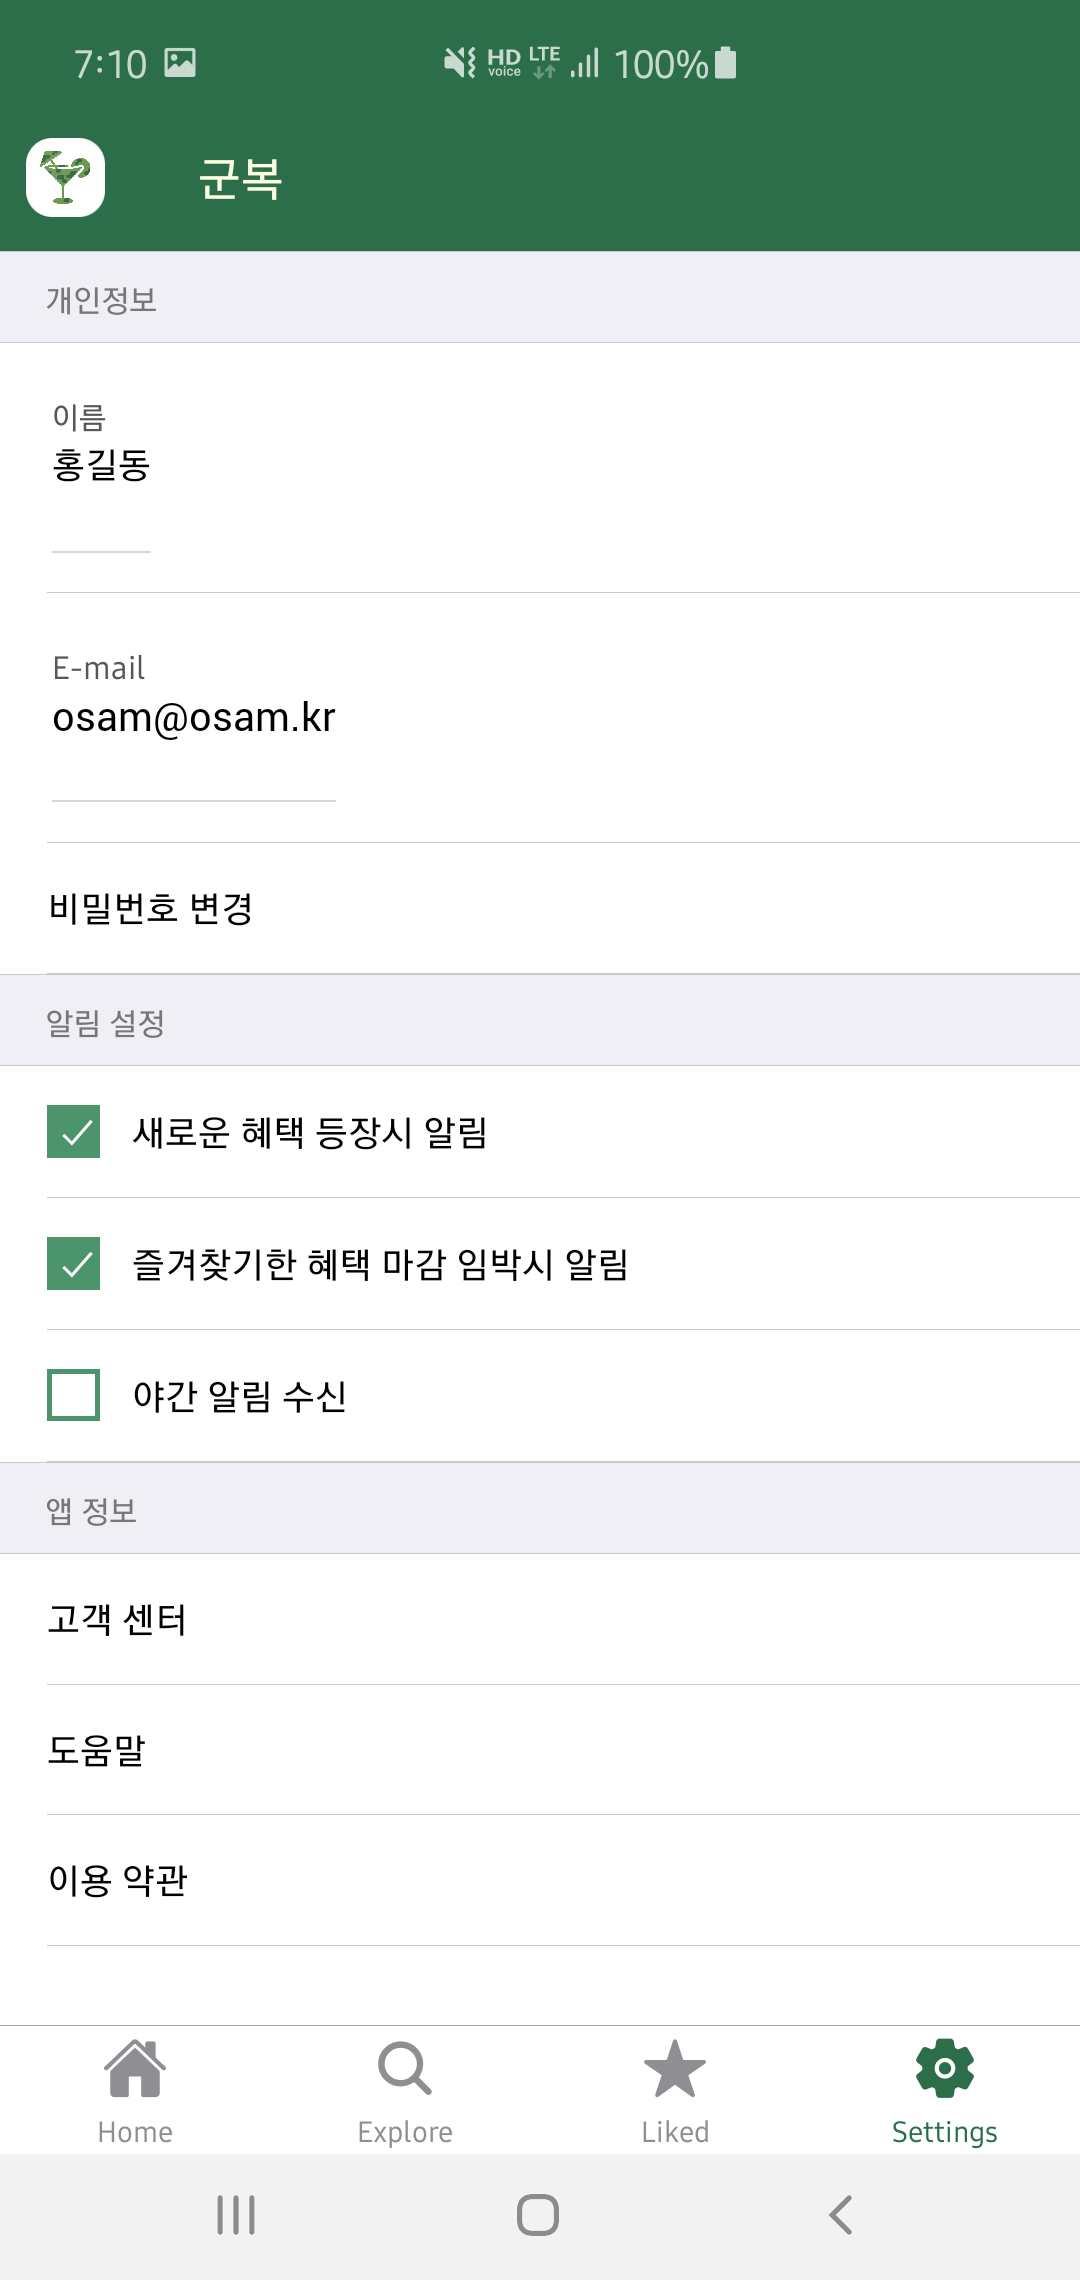 7:10 HD voice LTE 100%
군복
개인정보
이름
홍길동
E-mail
osam@osam.kr
비밀번호 변경
알림 설정
새로운 혜택 등장시 알림
즐겨찾기한 혜택 마감 임박시 알림
야간 알림 수신
앱 정보
고객 센터
도움말
이용 약관
Home Explore Liked Settings